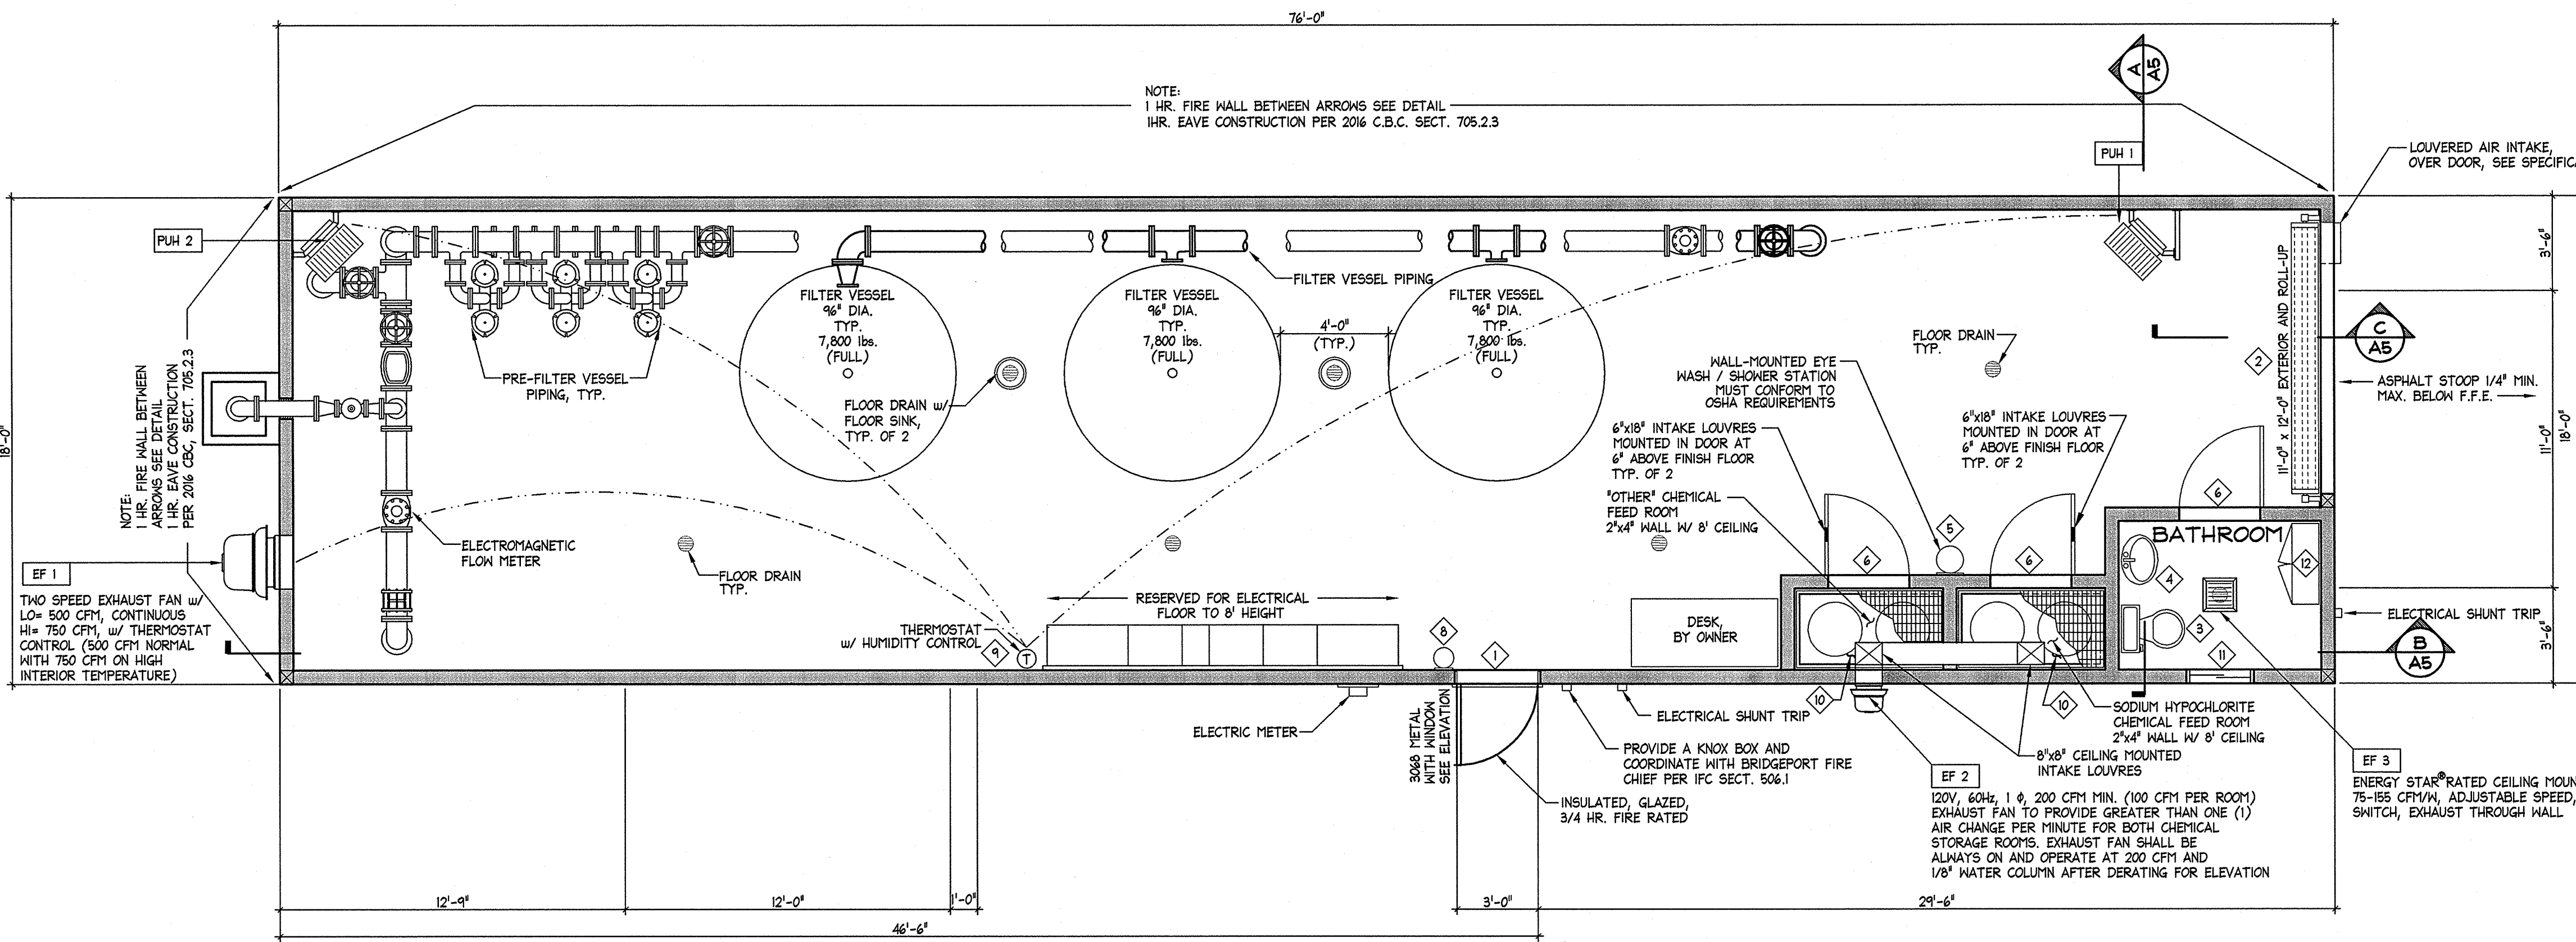 76'-0"
NOTE:
1 HR. FIRE WALL BETWEEN ARROWS SEE DETAIL
1HR. EAVE CONSTRUCTION PER 2016 C.B.C. SECT. 705.2.3
A
A5
PUH 1
LOUVERED AIR INTAKE,
OVER DOOR, SEE SPECIFICA
PUH 2
18'-0"
NOTE:
1 HR. FIRE WALL BETWEEN
ARROWS SEE DETAIL
1 HR. EAVE CONSTRUCTION
PER 2016 CBC, SECT. 705.2.3
PRE-FILTER VESSEL
PIPING, TYP.
FILTER VESSEL
96" DIA.
TYP.
7,800 lbs.
(FULL)
FILTER VESSEL
96" DIA.
TYP.
7,800 lbs.
(FULL)
FILTER VESSEL PIPING
4'-0"
(TYP.)
FILTER VESSEL
96" DIA.
TYP.
7,800 lbs.
(FULL)
FLOOR DRAIN w/
FLOOR SINK,
TYP. OF 2
WALL-MOUNTED EYE
WASH / SHOWER STATION
MUST CONFORM TO
OSHA REQUIREMENTS
FLOOR DRAIN
TYP.
6"x18" INTAKE LOUVRES
MOUNTED IN DOOR AT
6" ABOVE FINISH FLOOR
TYP. OF 2
6"x18" INTAKE LOUVRES
MOUNTED IN DOOR AT
6" ABOVE FINISH FLOOR
TYP. OF 2
"OTHER" CHEMICAL
FEED ROOM
2"x4" WALL W/ 8' CEILING
2
11'-0" x 12'-0" EXTERIOR AND ROLL-UP
3'-6"
C
A5
ASPHALT STOOP 1/4" MIN.
MAX. BELOW F.F.E.
11'-0"
18'-0"
3'-6"
ELECTROMAGNETIC
FLOW METER
FLOOR DRAIN
TYP.
EF 1
TWO SPEED EXHAUST FAN w/
LO= 500 CFM, CONTINUOUS
HI= 750 CFM, w/ THERMOSTAT
CONTROL (500 CFM NORMAL
WITH 750 CFM ON HIGH
INTERIOR TEMPERATURE)
THERMOSTAT
w/ HUMIDITY CONTROL
9
T
RESERVED FOR ELECTRICAL
FLOOR TO 8' HEIGHT
8
1
DESK,
BY OWNER
6
5
6
6
BATHROOM
4
12
3
11
ELECTRICAL SHUNT TRIP
B
A5
10
10
ELECTRIC METER
3068 METAL
WITH WINDOW
SEE ELEVATION
ELECTRICAL SHUNT TRIP
PROVIDE A KNOX BOX AND
COORDINATE WITH BRIDGEPORT FIRE
CHIEF PER IFC SECT. 506.1
INSULATED, GLAZED,
3/4 HR. FIRE RATED
SODIUM HYPOCHLORITE
CHEMICAL FEED ROOM
2"x4" WALL W/ 8' CEILING
8"x8" CEILING MOUNTED
INTAKE LOUVRES
EF 2
120V, 60Hz, 1 ϕ, 200 CFM MIN. (100 CFM PER ROOM)
EXHAUST FAN TO PROVIDE GREATER THAN ONE (1)
AIR CHANGE PER MINUTE FOR BOTH CHEMICAL
STORAGE ROOMS. EXHAUST FAN SHALL BE
ALWAYS ON AND OPERATE AT 200 CFM AND
1/8" WATER COLUMN AFTER DERATING FOR ELEVATION
EF 3
ENERGY STAR® RATED CEILING MOUN
75-155 CFM/W, ADJUSTABLE SPEED,
SWITCH, EXHAUST THROUGH WALL
12'-9"
12'-0"
1'-0"
3'-0"
29'-6"
46'-6"